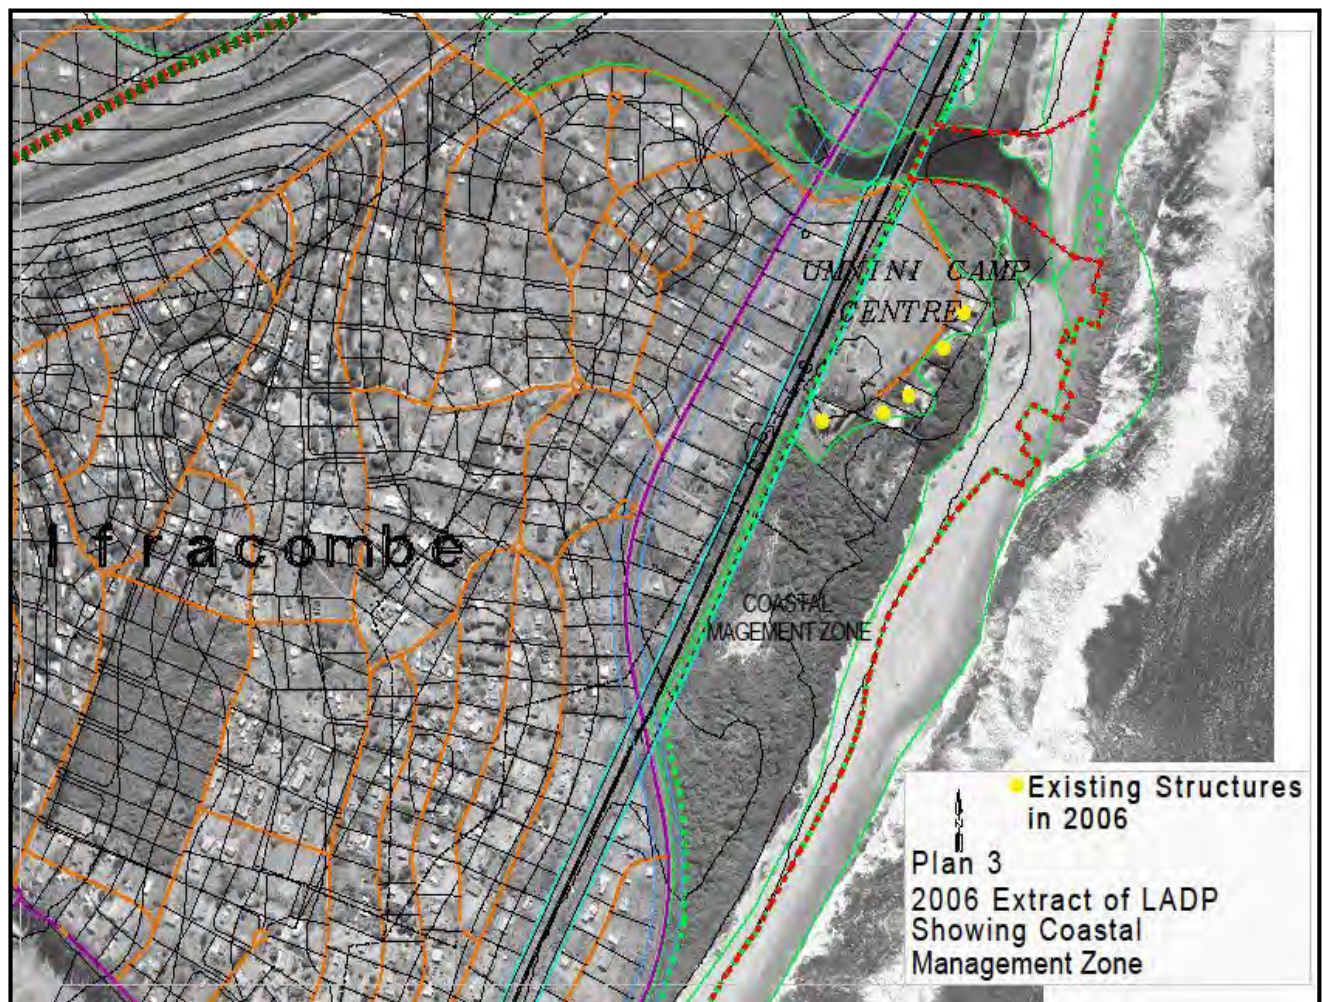 UMNINI CAMP
CENTRE
Ifracombe
COASTAL
MAGEMENT ZONE
Existing Structures
in 2006
Plan 3
2006 Extract of LADP
Showing Coastal
Management Zone